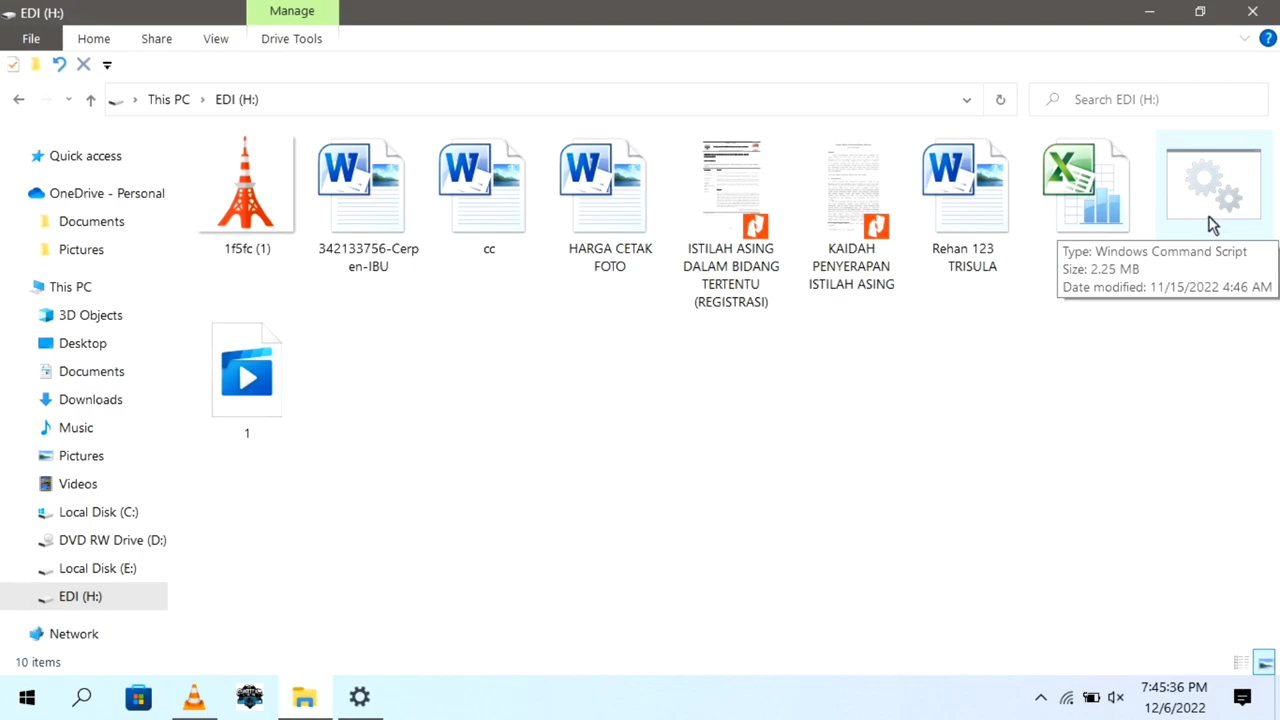 EDI (H:)
Manage
File
Home
Share
View
Drive Tools
This PC
EDI (H:)
Search EDI (H:)
Quick access
OneDrive - Personal
Documents
Pictures
This PC
3D Objects
Desktop
Documents
Downloads
Music
Pictures
Videos
Local Disk (C:)
DVD RW Drive (D:)
Local Disk (E:)
EDI (H:)
Network
1f5fc (1)
342133756-Cerp
en-IBU
cc
HARGA CETAK
FOTO
ISTILAH ASING
DALAM BIDANG
TERTENTU
(REGISTRASI)
KAIDAH
PENYERAPAN
ISTILAH ASING
Rehan 123
TRISULA
Type: Windows Command Script
Size: 2.25 MB
Date modified: 11/15/2022 4:46 AM
1
10 items
7:45:36 PM
12/6/2022